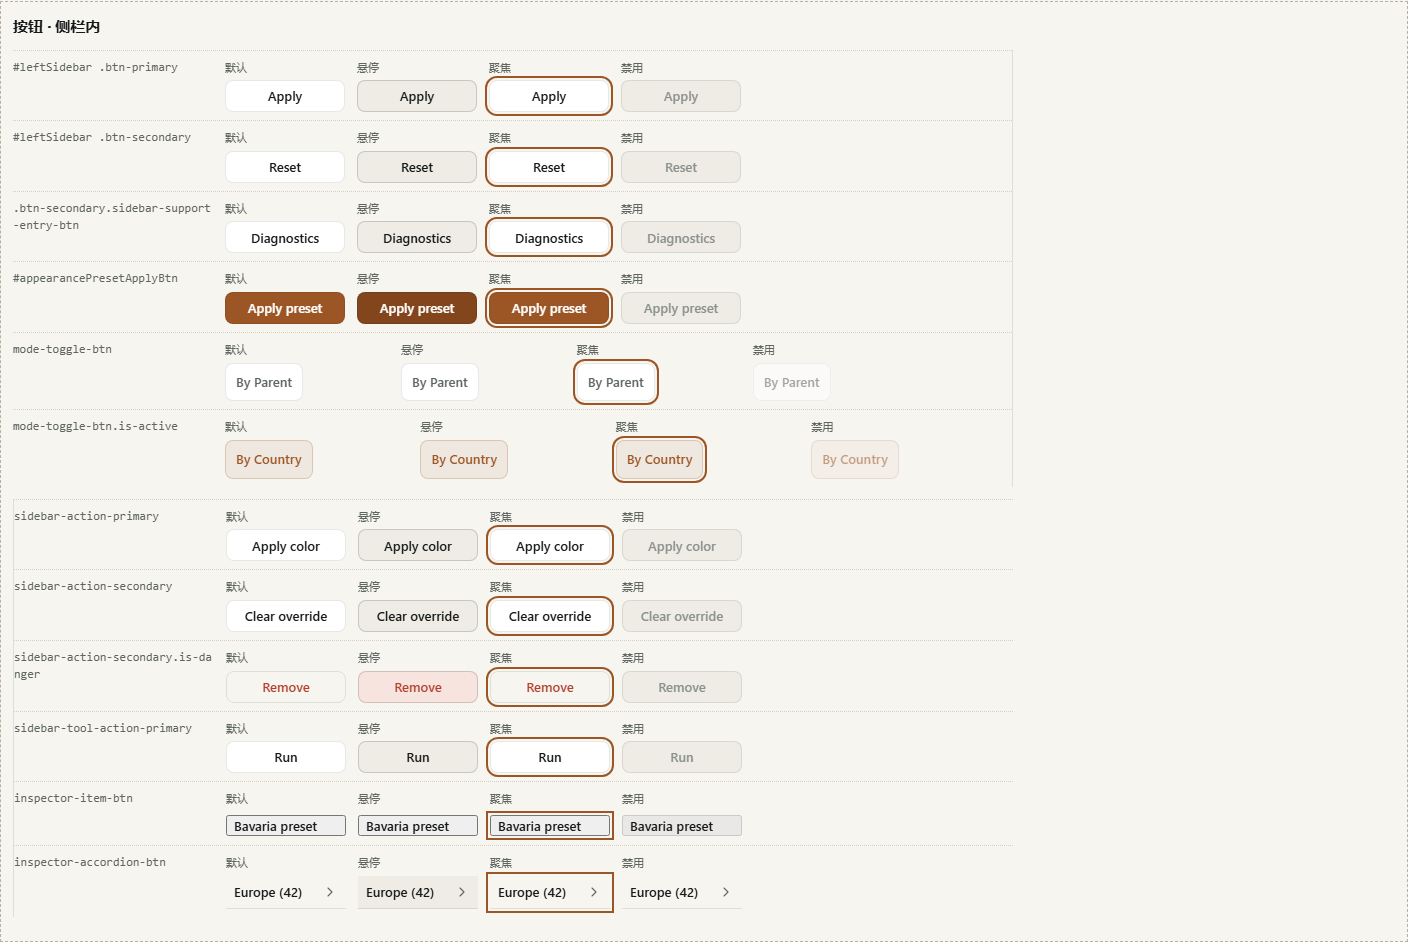 按钮 · 侧栏内
#leftSidebar .btn-primary
默认 悬停 聚焦 禁用
Apply Apply Apply Apply
#leftSidebar .btn-secondary
默认 悬停 聚焦 禁用
Reset Reset Reset Reset
.btn-secondary.sidebar-support
-entry-btn
默认 悬停 聚焦 禁用
Diagnostics Diagnostics Diagnostics Diagnostics
#appearancePresetApplyBtn
默认 悬停 聚焦 禁用
Apply preset Apply preset Apply preset Apply preset
mode-toggle-btn
默认 悬停 聚焦 禁用
By Parent By Parent By Parent By Parent
mode-toggle-btn.is-active
默认 悬停 聚焦 禁用
By Country By Country By Country By Country
sidebar-action-primary
默认 悬停 聚焦 禁用
Apply color Apply color Apply color Apply color
sidebar-action-secondary
默认 悬停 聚焦 禁用
Clear override Clear override Clear override Clear override
sidebar-action-secondary.is-da
nger
默认 悬停 聚焦 禁用
Remove Remove Remove Remove
sidebar-tool-action-primary
默认 悬停 聚焦 禁用
Run Run Run Run
inspector-item-btn
默认 悬停 聚焦 禁用
Bavaria preset Bavaria preset Bavaria preset Bavaria preset
inspector-accordion-btn
默认 悬停 聚焦 禁用
Europe (42) Europe (42) Europe (42) Europe (42)